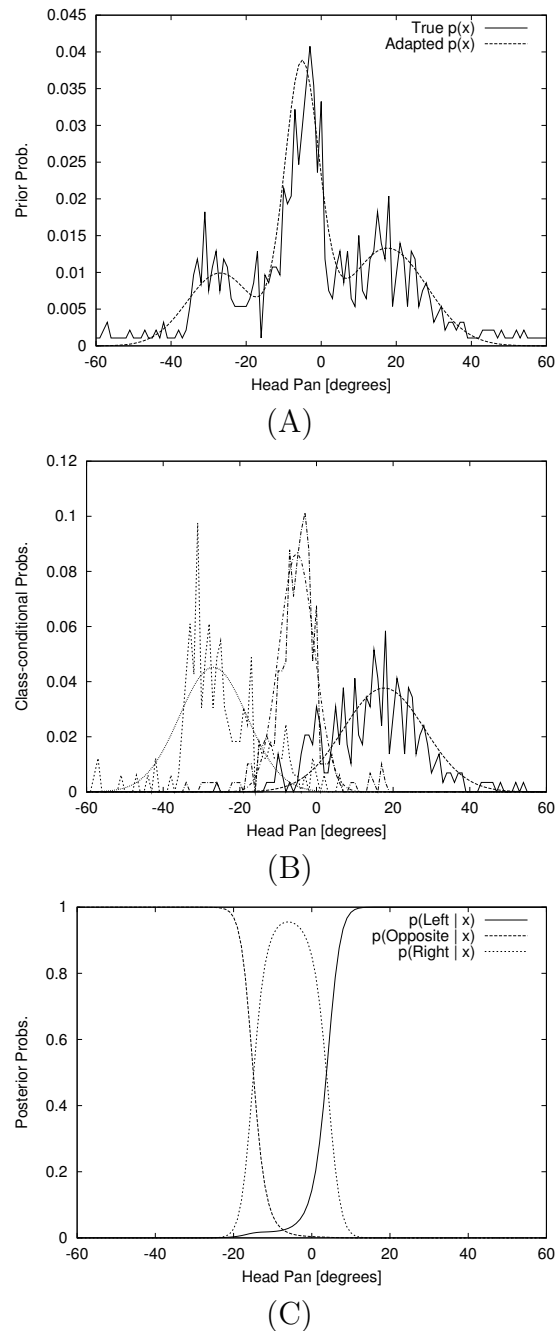 0.045
0.04
0.035
0.03
0.025
0.02
0.015
0.01
0.005
0
Prior Prob.
True p(x)
Adapted p(x)
-60 -40 -20 0 20 40 60
Head Pan [degrees]
(A)
0.12
0.1
0.08
0.06
0.04
0.02
0
Class-conditional Probs.
-60 -50 -40 -30 -20 -10 0 20 40 60
Head Pan [degrees]
(B)
1
0.8
0.6
0.4
0.2
0
Posterior Probs.
p(Left | x)
p(Opposite | x)
p(Right | x)
-60 -40 -20 0 20 40 60
Head Pan [degrees]
(C)